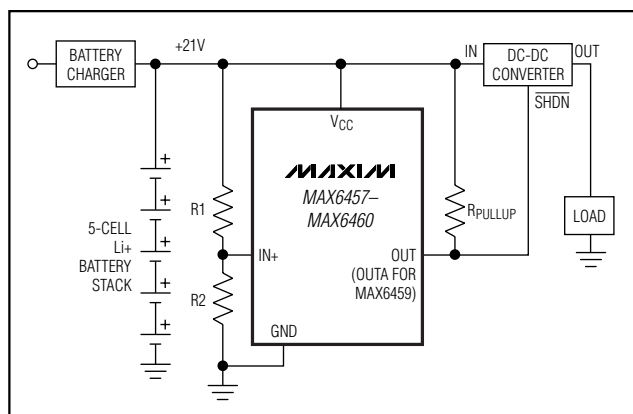 BATTERY
CHARGER
+21V
IN
DC-DC
CONVERTER
OUT
SHDN
VCC
MAXIM
MAX6457–
MAX6460
R1
RPULLUP
LOAD
5-CELL
Li+
BATTERY
STACK
IN+
OUT
(OUTA FOR
MAX6459)
R2
GND
+
+
+
+
+